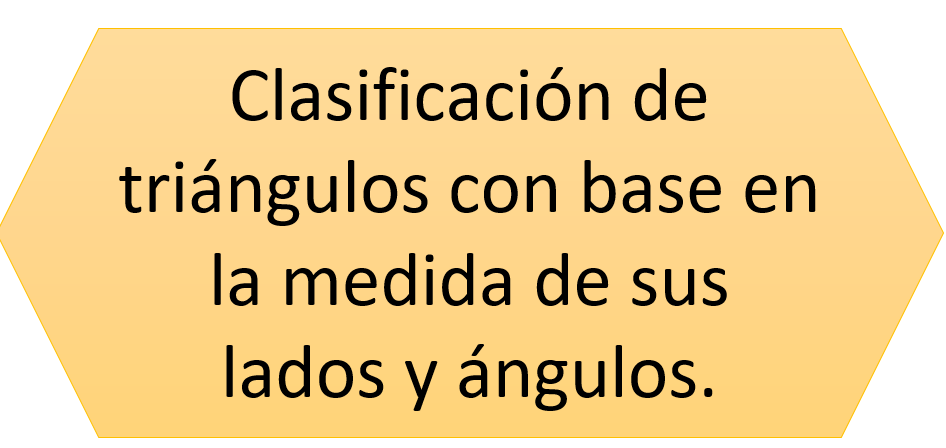 Clasificación de
triángulos con base en
la medida de sus
lados y ángulos.